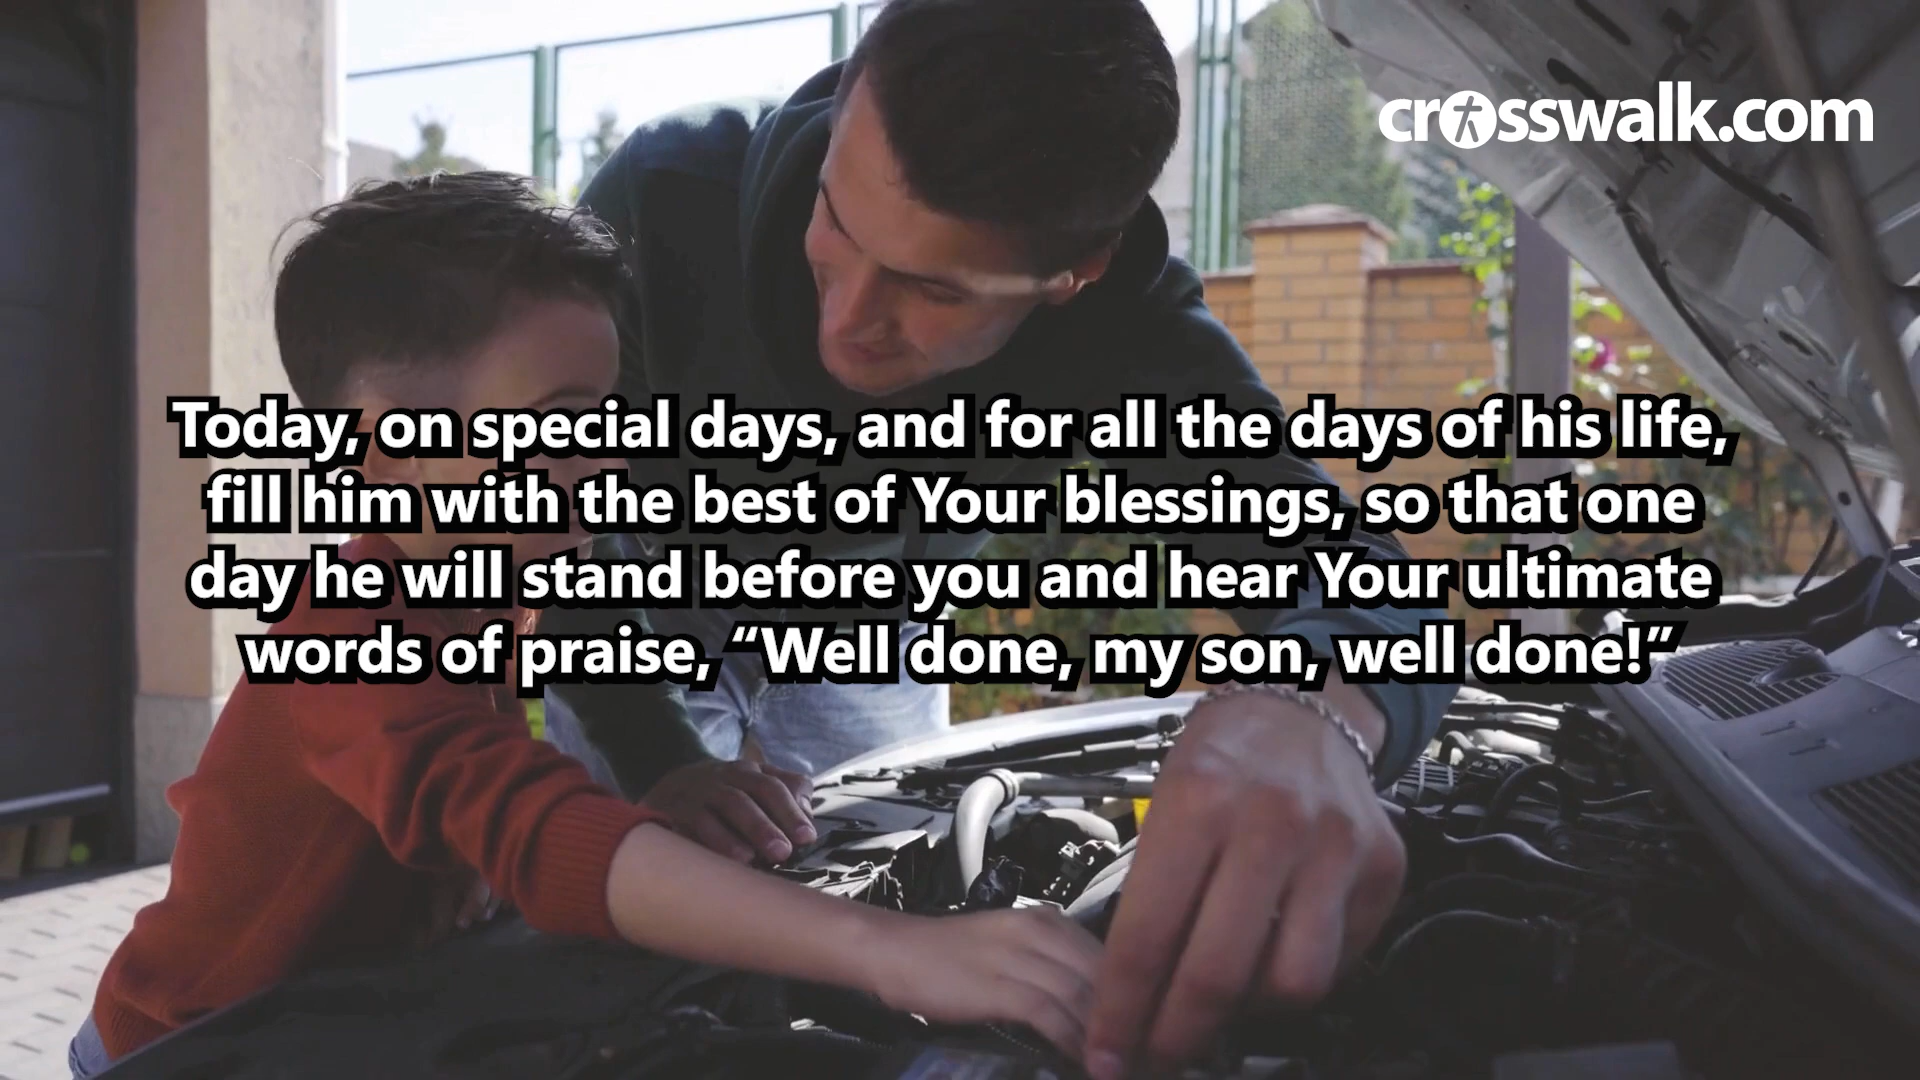 crosswalk.com
Today, on special days, and for all the days of his life,
fill him with the best of Your blessings, so that one
day he will stand before you and hear Your ultimate
words of praise, “Well done, my son, well done!”